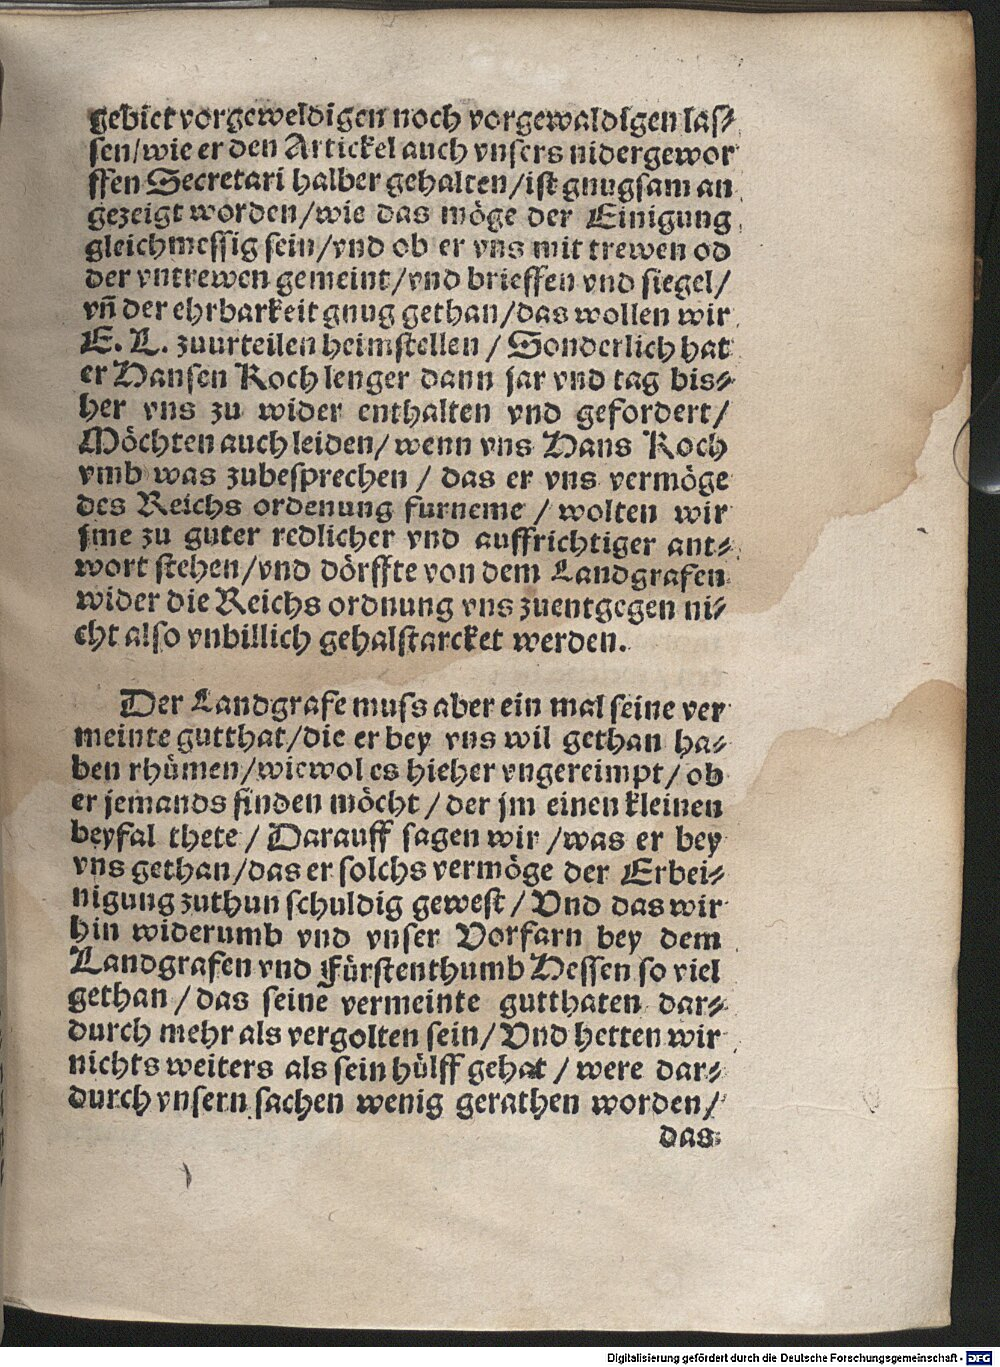 gebiet vorgeweldigen noch vorgewaldigen las⸗
sen/wie er den Artickel auch vnsers nidergewor
ffen Secretari halber gehalten/ist gnugsam an
gezeigt worden/wie das möge der Einigung
gleichmessig sein/vnd ob er vns mit trewen od
der vntrewen gemeint/vnd brieffen vnd siegel/
vn̄ der ehrbarkeit gnug gethan/das wollen wir
E. L. zuurteilen heimstellen / Sonderlich hat
er Hansen Koch lenger dann jar vnd tag bis⸗
her vns zu wider enthalten vnd gefordert/
Möchten auch leiden/ wenn vns Hans Koch
vmb was zubesprechen / das er vns vermöge
des Reichs ordenung furneme / wolten wir
jme zu guter redlicher vnd auffrichtiger ant⸗
wort stehen/vnd dörffte von dem Landgrafen
wider die Reichs ordnung vns zuentgegen ni⸗
cht also vnbillich gehalstarcket werden.
Der Landgrafe muss aber ein mal seine ver
meinte gutthat/die er bey vns wil gethan ha⸗
ben rhümen/wiewol es hieher vngereimpt/ ob
er jemands finden möcht / der jm einen kleinen
beyfal thete / Darauff sagen wir /was er bey
vns gethan/das er solchs vermöge der Erbei⸗
nigung zuthun schuldig gewest / Vnd das wir
hin widerumb vnd vnser Vorfarn bey dem
Landgrafen vnd Fürstenthumb Hessen so viel
gethan / das seine vermeinte gutthaten dar⸗
durch mehr als vergolten sein/ Vnd hetten wir
nichts weiters als sein hülff gehat / were dar⸗
durch vnsern sachen wenig gerathen worden/
das
Digitalisierung gefördert durch die Deutsche Forschungsgemeinschaft - DFG